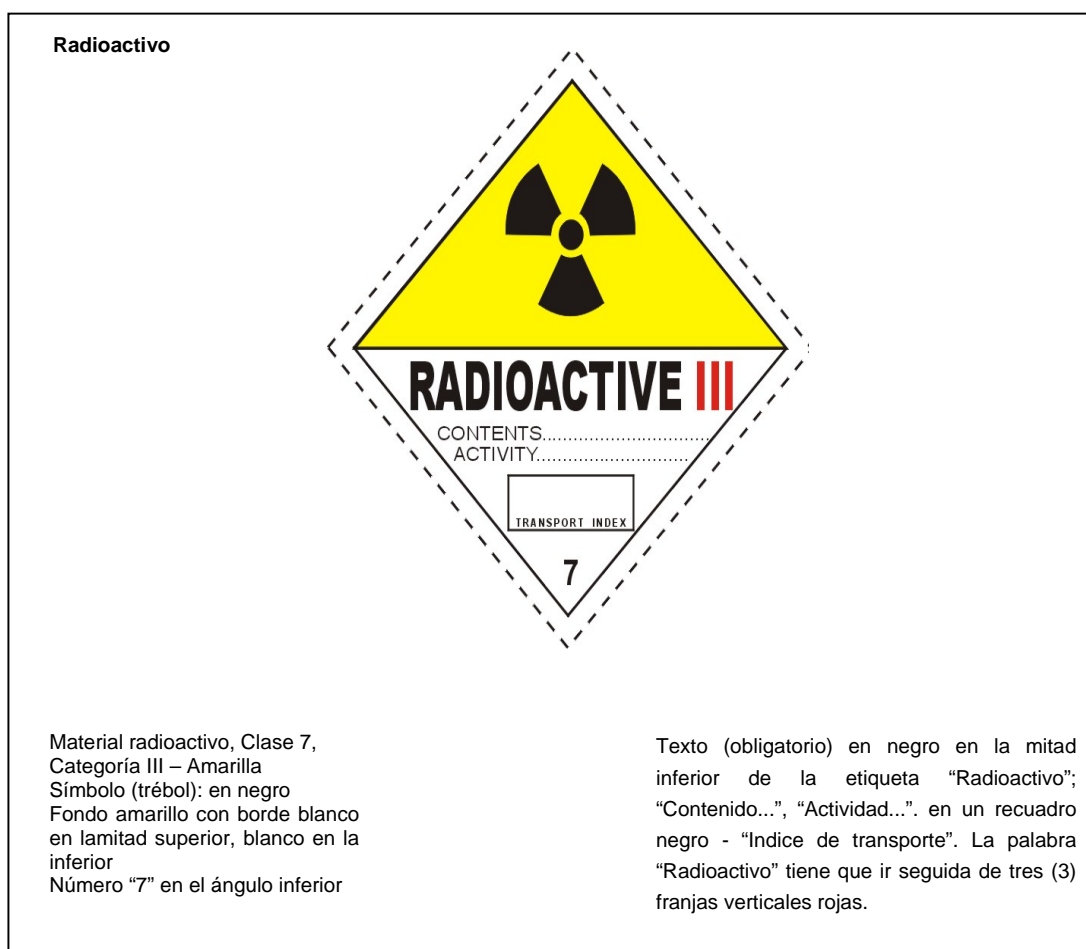 Radioactivo
RADIOACTIVE III
CONTENTS................................
ACTIVITY.............................
TRANSPORT INDEX
7
Material radioactivo, Clase 7,
Categoría III – Amarilla
Símbolo (trébol): en negro
Fondo amarillo con borde blanco
en lamitad superior, blanco en la
inferior
Número “7” en el ángulo inferior
Texto (obligatorio) en negro en la mitad
inferior de la etiqueta “Radioactivo”;
“Contenido...”, “Actividad...”. en un recuadro
negro - “Indice de transporte”. La palabra
“Radioactivo” tiene que ir seguida de tres (3)
franjas verticales rojas.